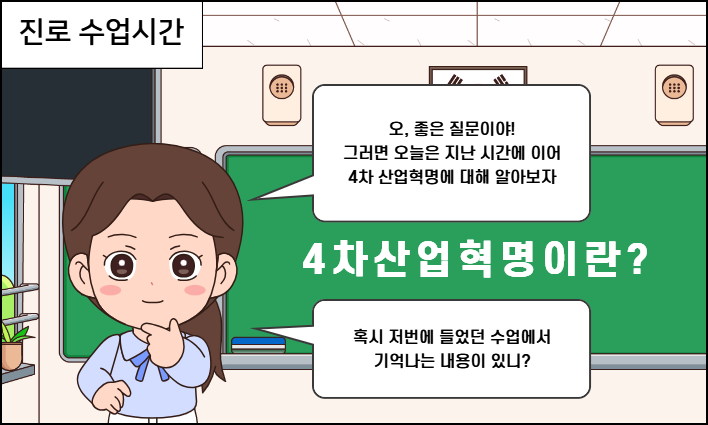 진로 수업시간
오, 좋은 질문이야!
그러면 오늘은 지난 시간에 이어
4차 산업혁명에 대해 알아보자
4차산업혁명이란?
혹시 저번에 들었던 수업에서
기억나는 내용이 있니?